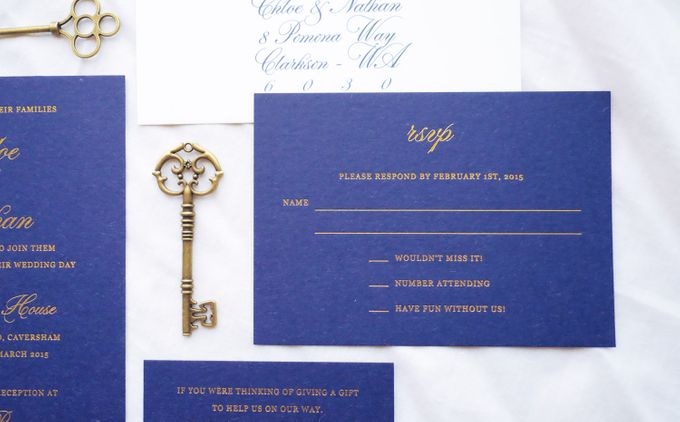 Chloe & Nathan
8 Pomona Way
Clarkson - WA
6 0 3 0
EIR FAMILIES
oe
han
O JOIN THEM
EIR WEDDING DAY
House
D, CAVERSHAM
MARCH 2015
ECEPTION AT
rsvp
PLEASE RESPOND BY FEBRUARY 1ST, 2015
NAME
WOULDN'T MISS IT!
NUMBER ATTENDING
HAVE FUN WITHOUT US!
IF YOU WERE THINKING OF GIVING A GIFT
TO HELP US ON OUR WAY.